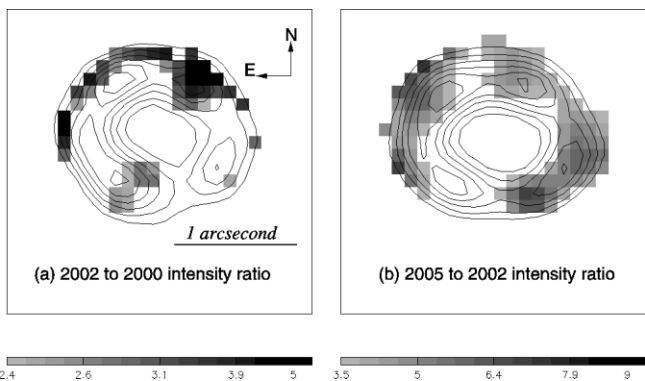 N
E
1 arcsecond
(a) 2002 to 2000 intensity ratio
(b) 2005 to 2002 intensity ratio
2.4 2.6 3.1 3.9 5
3.5 5 6.4 7.9 9